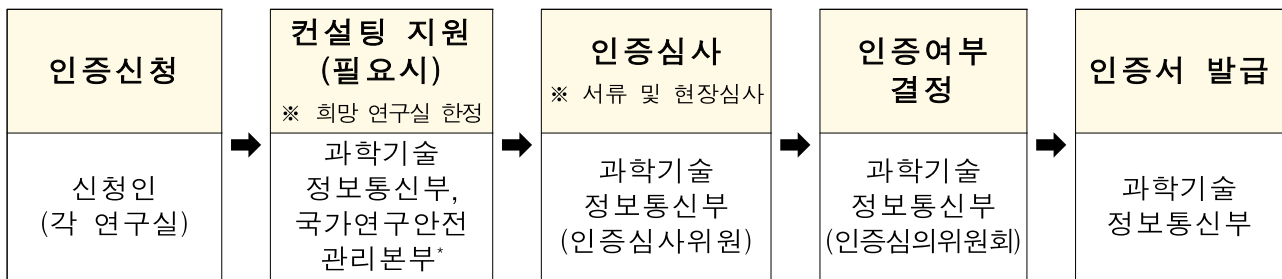 인증신청
신청인
(각 연구실)
컨설팅 지원
(필요시)
※ 희망 연구실 한정
과학기술
정보통신부,
국가연구안전
관리본부*
인증심사
※ 서류 및 현장심사
과학기술
정보통신부
(인증심사위원)
인증여부
결정
과학기술
정보통신부
(인증심의위원회)
인증서 발급
과학기술
정보통신부